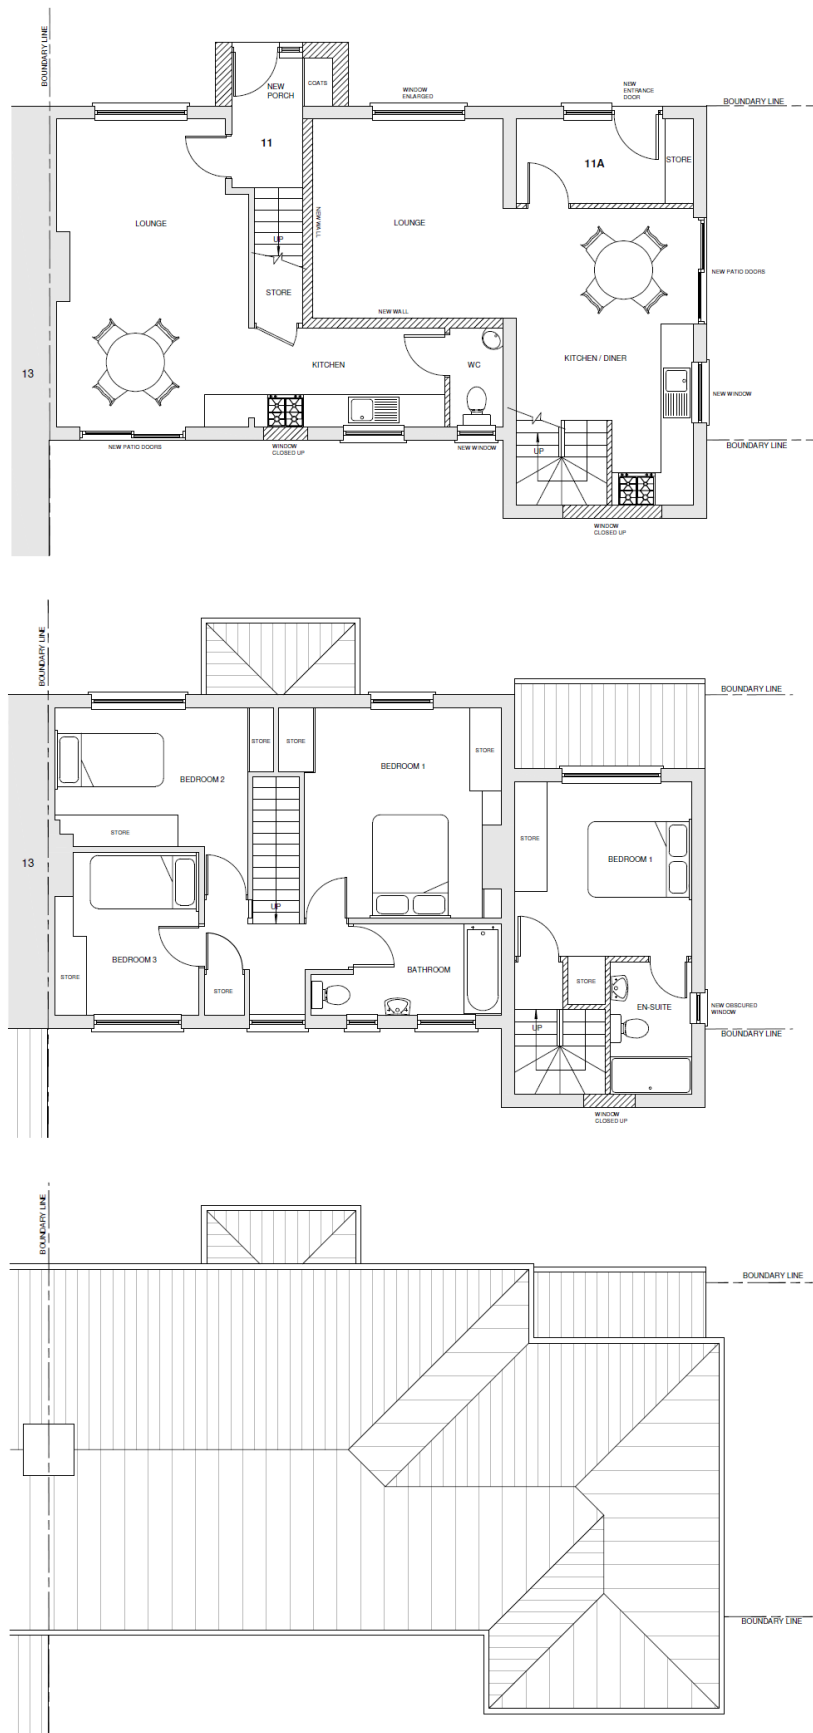 BOUNDARY LINE
NEW
PORCH
COATS
WINDOW
ENLARGED
NEW
ENTRANCE
DOOR
BOUNDARY LINE
11
11A
STORE
LOUNGE
NEW WALL
LOUNGE
UP
STORE
NEW PATIO DOORS
NEW WALL
13
KITCHEN
WC
KITCHEN / DINER
NEW WINDOW
NEW PATIO DOORS
WINDOW
CLOSED UP
NEW WINDOW
UP
BOUNDARY LINE
WINDOW
CLOSED UP
BOUNDARY LINE
BOUNDARY LINE
STORE
STORE
STORE
BEDROOM 2
BEDROOM 1
STORE
STORE
BEDROOM 1
13
UP
BEDROOM 3
BATHROOM
STORE
STORE
STORE
EN-SUITE
NEW OBSCURED
WINDOW
UP
BOUNDARY LINE
WINDOW
CLOSED UP
BOUNDARY LINE
BOUNDARY LINE
BOUNDARY LINE